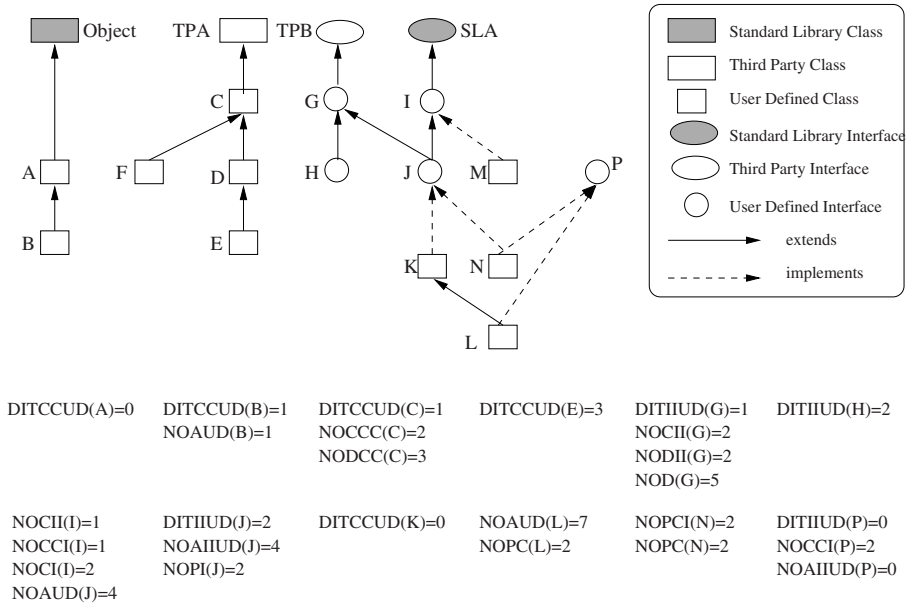 Object TPA TPB SLA
C G I
A F D H J M P
B E K N
L
Standard Library Class
Third Party Class
User Defined Class
Standard Library Interface
Third Party Interface
User Defined Interface
extends
implements
DITCCUD(A)=0 DITCCUD(B)=1 DITCCUD(C)=1 DITCCUD(E)=3 DITIIUD(G)=1 DITIIUD(H)=2
NOAUD(B)=1 NOCCC(C)=2 NOCII(G)=2
NODCC(C)=3 NODII(G)=2
NOD(G)=5
NOCII(I)=1 DITIIUD(J)=2 DITCCUD(K)=0 NOAUD(L)=7 NOPCI(N)=2 DITIIUD(P)=0
NOCCI(I)=1 NOAIIUD(J)=4 NOPC(L)=2 NOPC(N)=2 NOCCI(P)=2
NOCI(I)=2 NOPI(J)=2 NOAIIUD(P)=0
NOAUD(J)=4